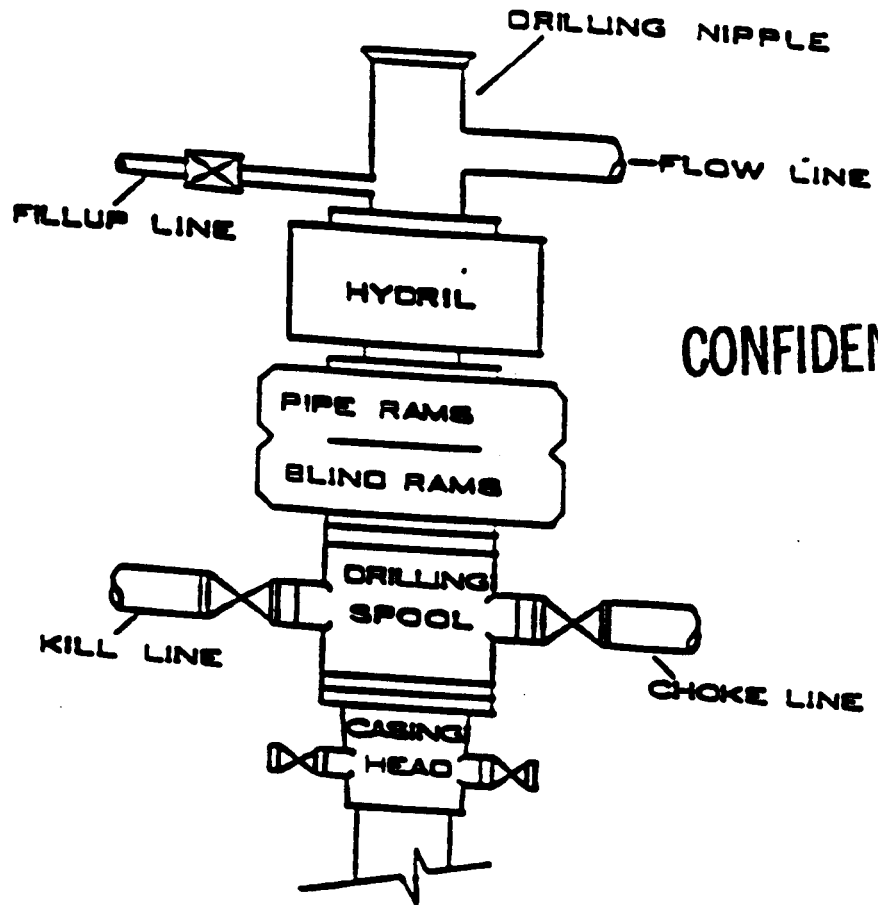 DRILLING NIPPLE
FLOW LINE
FILLUP LINE
HYDRIL
CONFIDEN
PIPE RAMS
BLIND RAMS
DRILLING
SPOOL
KILL LINE
CHOKE LINE
CASING
HEAD